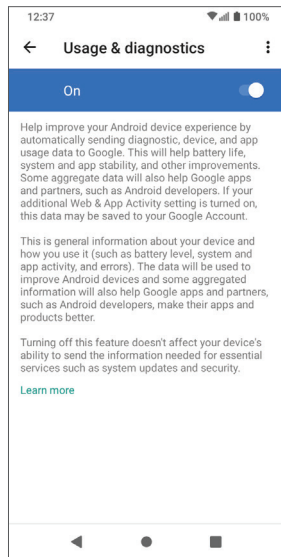 12:37
100%
Usage & diagnostics
On
Help improve your Android device experience by
automatically sending diagnostic, device, and app
usage data to Google. This will help battery life,
system and app stability, and other improvements.
Some aggregate data will also help Google apps
and partners, such as Android developers. If your
additional Web & App Activity setting is turned on,
this data may be saved to your Google Account.
This is general information about your device and
how you use it (such as battery level, system and
app activity, and errors). The data will be used to
improve Android devices and some aggregated
information will also help Google apps and partners,
such as Android developers, make their apps and
products better.
Turning off this feature doesn't affect your device's
ability to send the information needed for essential
services such as system updates and security.
Learn more